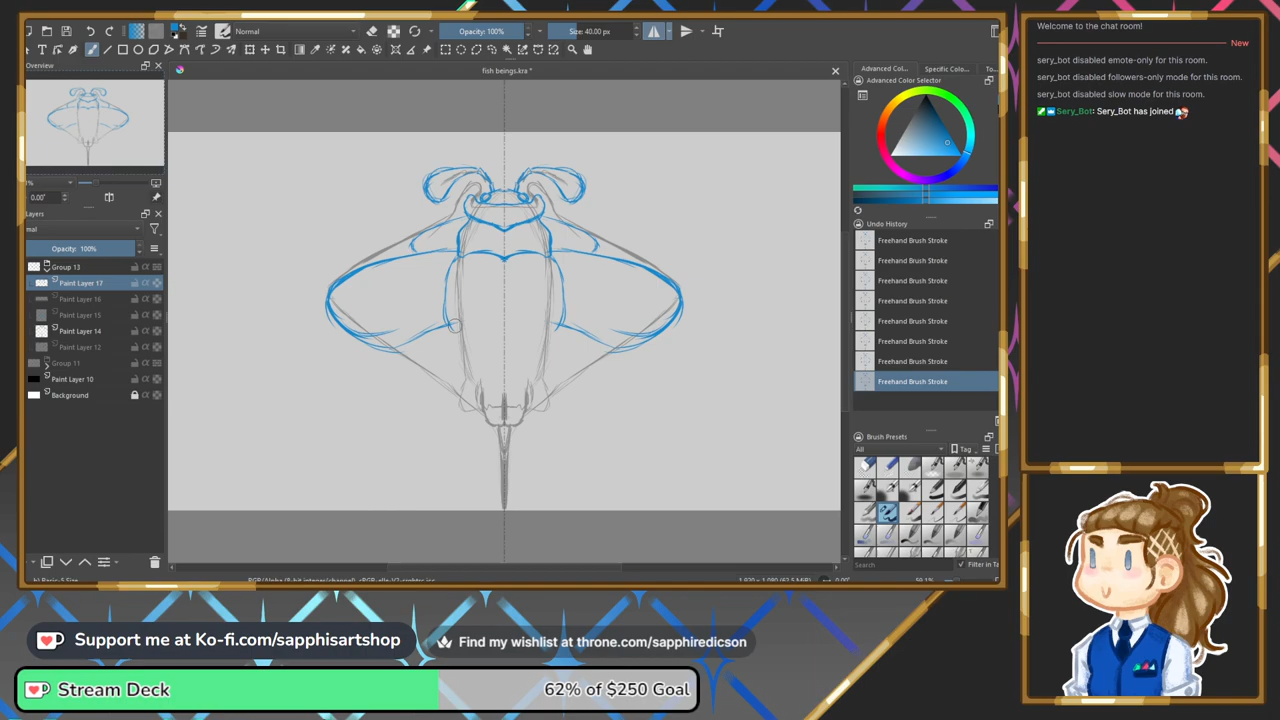 Normal
Opacity: 100%
Size: 40.00 px
Overview
fish beings.kra *
Advanced Col...
Specific Colo...
To...
Advanced Color Selector
0.00°
Layers
Opacity: 100%
Group 13
Paint Layer 17
Paint Layer 16
Paint Layer 15
Paint Layer 14
Paint Layer 12
Group 11
Paint Layer 10
Background
Undo History
Freehand Brush Stroke
Freehand Brush Stroke
Freehand Brush Stroke
Freehand Brush Stroke
Freehand Brush Stroke
Freehand Brush Stroke
Freehand Brush Stroke
Freehand Brush Stroke
Brush Presets
All
Tag
Search
Filter in Ta
Welcome to the chat room!
New
sery_bot disabled emote-only for this room.
sery_bot disabled followers-only mode for this room.
sery_bot disabled slow mode for this room.
Sery_Bot: Sery_Bot has joined
Support me at Ko-fi.com/sapphisartshop
Find my wishlist at throne.com/sapphiredicson
Stream Deck
62% of $250 Goal